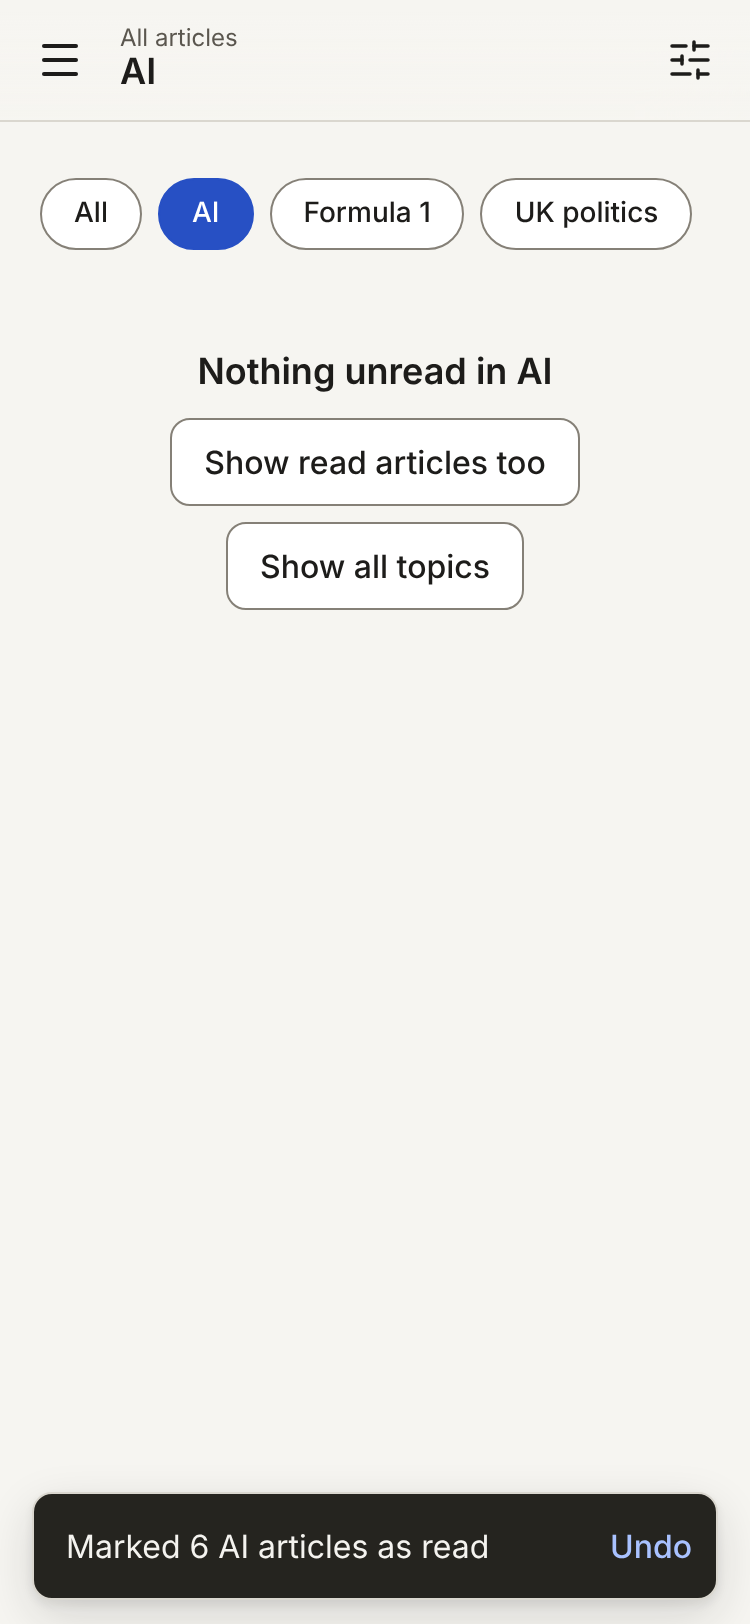 All articles
AI
All
AI
Formula 1
UK politics
Nothing unread in AI
Show read articles too
Show all topics
Marked 6 AI articles as read
Undo